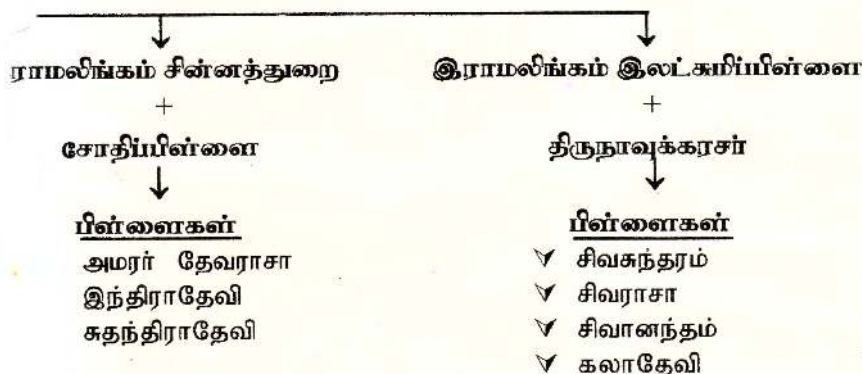 ராமலிங்கம் சின்னத்துறை
+
சோதிப்பிள்ளை
பிள்ளைகள்
அமரர் தேவராசா
இந்திராதேவி
சுதந்திராதேவி
இராமலிங்கம் இலட்சுமிப்பிள்ளை
+
திருநாவுக்கரசர்
பிள்ளைகள்
சிவசுந்தரம்
சிவராசா
சிவானந்தம்
கலாதேவி